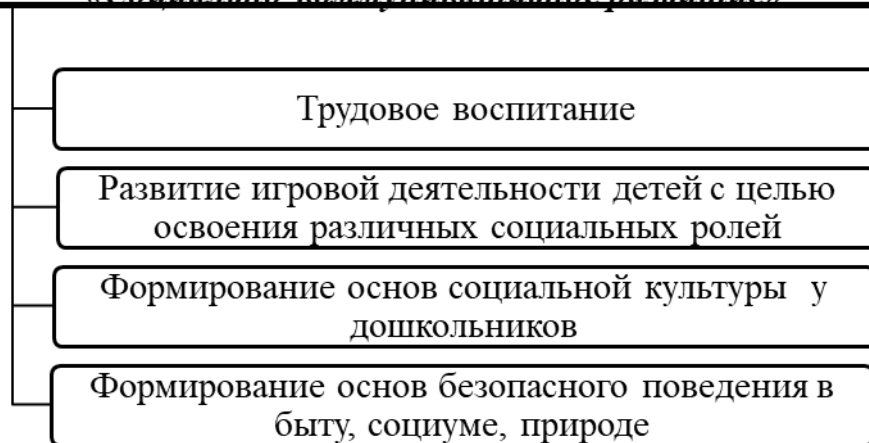 Трудовое воспитание
Развитие игровой деятельности детей с целью
освоения различных социальных ролей
Формирование основ социальной культуры у
дошкольников
Формирование основ безопасного поведения в
быту, социуме, природе